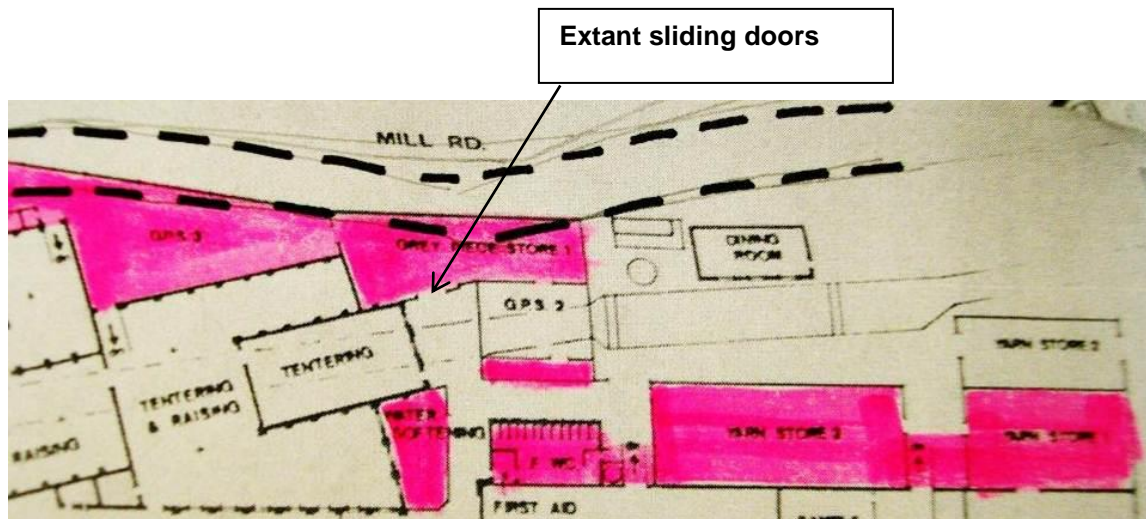 Extant sliding doors
MILL RD.
G.P.S. 3
GREY PIECE STORE 1
DINING
ROOM
G.P.S. 2
YARN STORE 2
TENTERING
TENTERING
& RAISING
WATER
SOFTENING
YARN STORE
YARN STORE 1
RAISING
F. WC.
FIRST AID